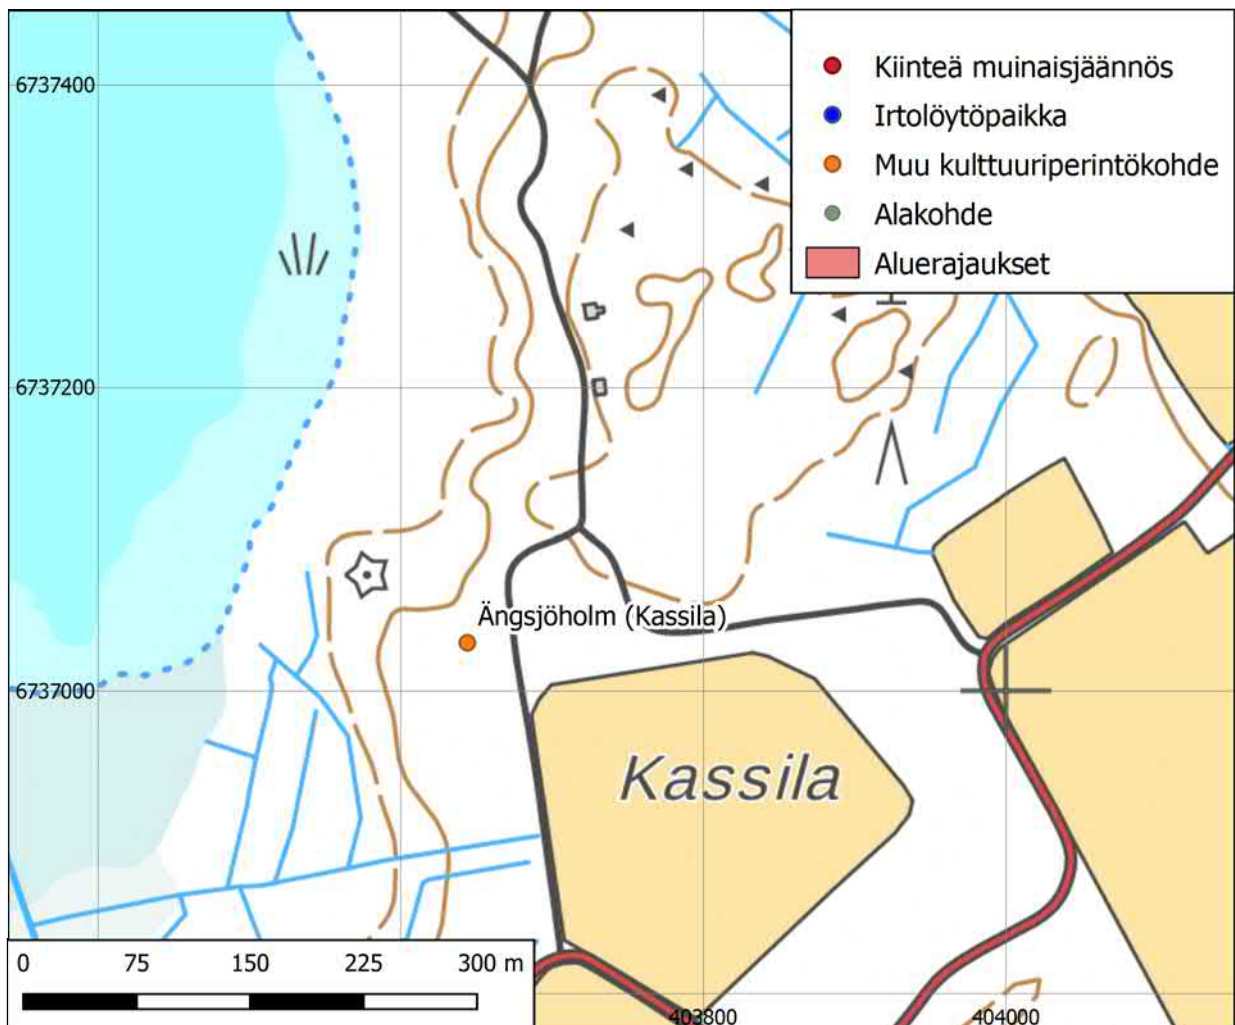 6737400
6737200
6737000
Kiinteä muinaisjäännös
Irtolöytöpaikka
Muu kulttuuriperintökohde
Alakohde
Aluerajaukset
Ängsjöholm (Kassila)
Kassila
0 75 150 225 300 m
403800 404000